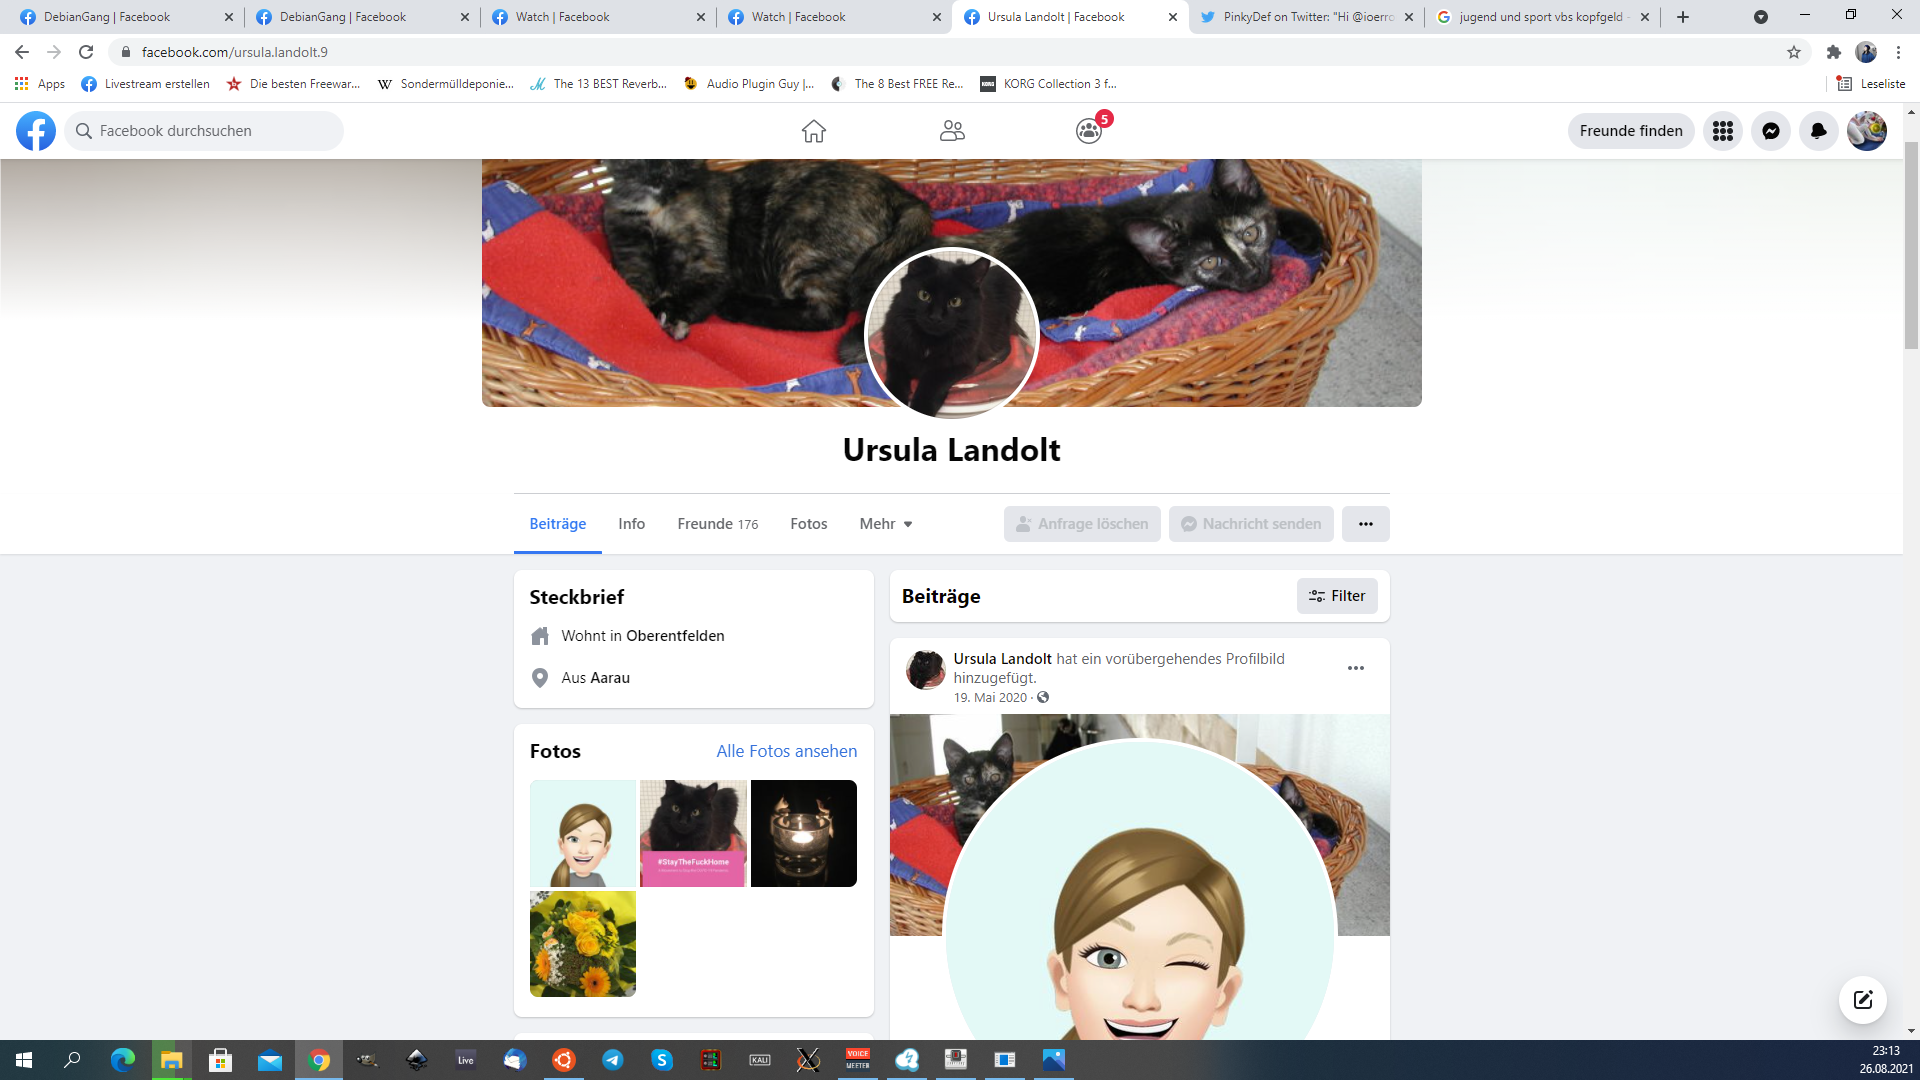 DebianGang | Facebook
DebianGang | Facebook
Watch | Facebook
Watch | Facebook
Ursula Landolt | Facebook
PinkyDef on Twitter: "Hi @ioerro
jugend und sport vbs kopfgeld -
facebook.com/ursula.landolt.9
Apps
Livestream erstellen
Die besten Freewar...
Sondermülldeponie...
The 13 BEST Reverb...
Audio Plugin Guy |...
The 8 Best FREE Re...
KORG Collection 3 f...
Leseliste
Facebook durchsuchen
5
Freunde finden
Ursula Landolt
Beiträge
Info
Freunde 176
Fotos
Mehr
Anfrage löschen
Nachricht senden
Steckbrief
Wohnt in Oberentfelden
Aus Aarau
Fotos
Alle Fotos ansehen
#StayTheFuckHome
Beiträge
Filter
Ursula Landolt hat ein vorübergehendes Profilbild
hinzugefügt.
19. Mai 2020 ·
Live
KALI
VOICE
MEETER
23:13
26.08.2021